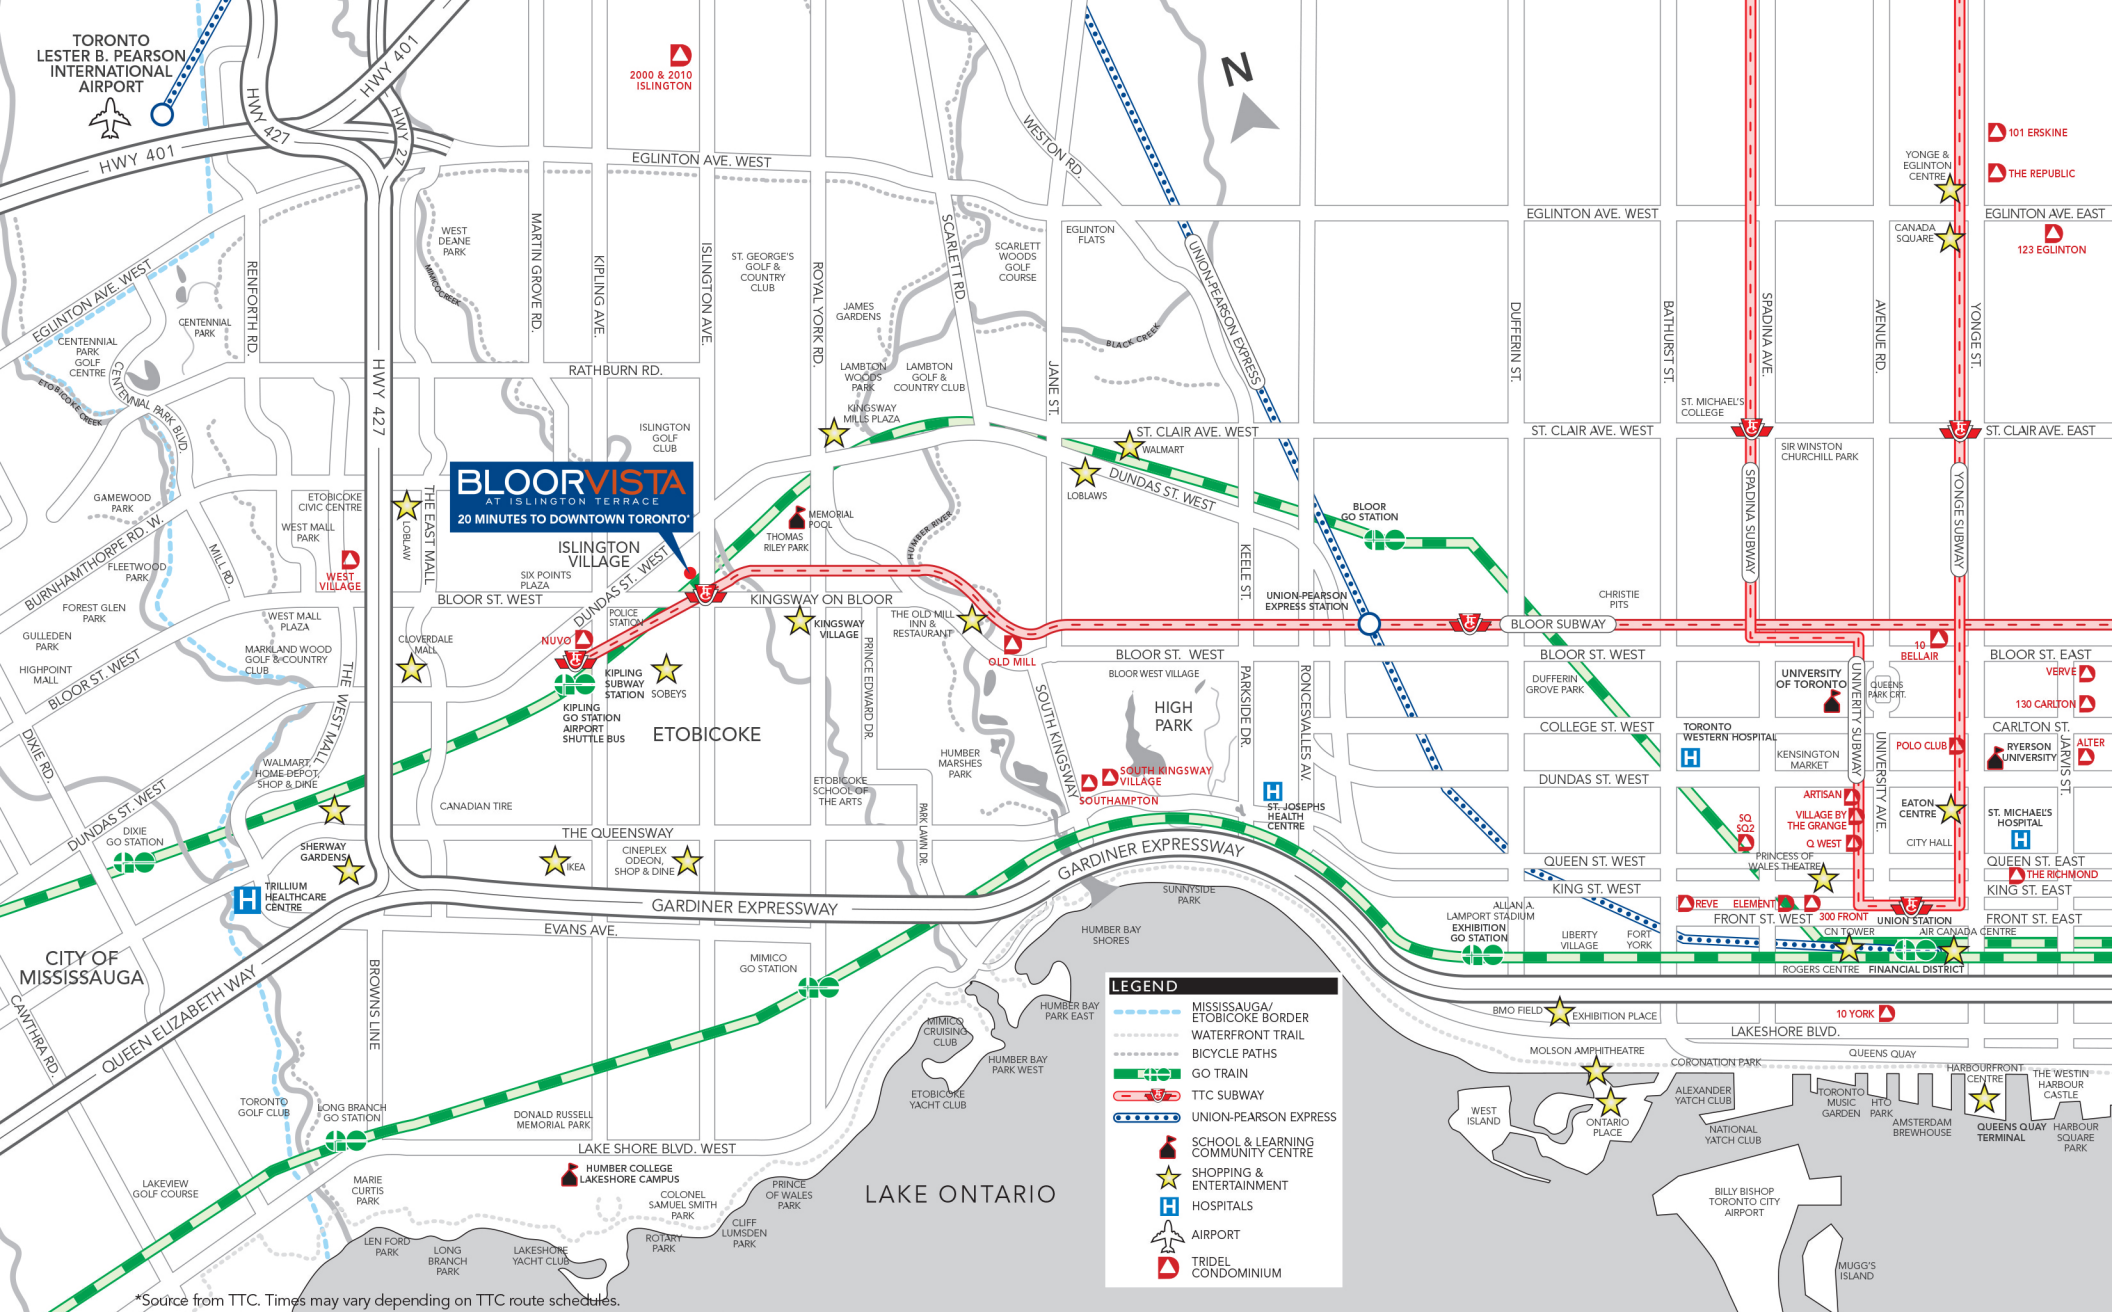 TORONTO
LESTER B. PEARSON
INTERNATIONAL
AIRPORT
HWY 401
HWY 427
HWY 401
HWY 27
2000 & 2010
ISLINGTON
EGLINTON AVE. WEST
WESTON RD.
N
101 ERSKINE
YONGE &
EGLINTON
CENTRE
THE REPUBLIC
EGLINTON AVE. WEST
EGLINTON AVE. EAST
CANADA
SQUARE
123 EGLINTON
WEST
DEANE
PARK
MIMICO CREEK
MARTIN GROVE RD.
KIPLING AVE.
ISLINGTON AVE.
ST. GEORGE'S
GOLF &
COUNTRY
CLUB
ROYAL YORK RD.
SCARLETT RD.
SCARLETT
WOODS
GOLF
COURSE
EGLINTON
FLATS
UNION-PEARSON EXPRESS
EGLINTON AVE. WEST
RENFORTH RD.
CENTENNIAL
PARK
CENTENNIAL
PARK
GOLF
CENTRE
ETOBICOKE CREEK
CENTENNIAL PARK BLVD.
HWY 427
JAMES
GARDENS
BLACK CREEK
DUFFERIN ST.
BATHURST ST.
SPADINA AVE.
AVENUE RD.
YONGE ST.
RATHBURN RD.
LAMBTON
WOODS
PARK
LAMBTON
GOLF &
COUNTRY CLUB
JANE ST.
KINGSWAY
MILLS PLAZA
ST. MICHAEL'S
COLLEGE
ISLINGTON
GOLF
CLUB
ST. CLAIR AVE. WEST
WALMART
ST. CLAIR AVE. WEST
ST. CLAIR AVE. EAST
SIR WINSTON
CHURCHILL PARK
BLOORVISTA
AT ISLINGTON TERRACE
20 MINUTES TO DOWNTOWN TORONTO*
LOBLAWS
DUNDAS ST. WEST
SPADINA SUBWAY
YONGE SUBWAY
GAMEWOOD
PARK
ETOBICOKE
CIVIC CENTRE
LOBLAW
THE EAST MALL
WEST MALL
PARK
BURNHAMTHORPE RD. W.
MILL RD.
FLEETWOOD
PARK
WEST
VILLAGE
ISLINGTON
VILLAGE
SIX POINTS
PLAZA
DUNDAS ST. WEST
MEMORIAL
POOL
THOMAS
RILEY PARK
HUMBER RIVER
BLOOR
GO STATION
KEELE ST.
UNION-PEARSON
EXPRESS STATION
CHRISTIE
PITS
BLOOR SUBWAY
FOREST GLEN
PARK
WEST MALL
PLAZA
BLOOR ST. WEST
POLICE
STATION
KINGSWAY ON BLOOR
KINGSWAY
VILLAGE
THE OLD MILL
INN &
RESTAURANT
OLD MILL
GULLEDEN
PARK
HIGHPOINT
MALL
BLOOR ST. WEST
MARKLAND WOOD
GOLF & COUNTRY
CLUB
CLOVERDALE
MALL
NUVO
KIPLING
SUBWAY
STATION
SOBEYS
KIPLING
GO STATION
AIRPORT
SHUTTLE BUS
ETOBICOKE
PRINCE EDWARD DR.
BLOOR ST. WEST
BLOOR WEST VILLAGE
PARKSIDE DR.
RONCESVALLES AV.
BLOOR ST. WEST
DUFFERIN
GROVE PARK
10
BELLAIR
BLOOR ST. EAST
UNIVERSITY
OF TORONTO
UNIVERITY SUBWAY
QUEENS
PARK CRT.
VERVE
130 CARLTON
HIGH
PARK
SOUTH KINGSWAY
COLLEGE ST. WEST
TORONTO
WESTERN HOSPITAL
KENSINGTON
MARKET
UNIVERSITY AVE.
POLO CLUB
CARLTON ST.
RYERSON
UNIVERSITY
JARVIS ST.
ALTER
DIXIE RD.
THE WEST MALL
WALMART,
HOME DEPOT,
SHOP & DINE
CANADIAN TIRE
HUMBER
MARSHES
PARK
ETOBICOKE
SCHOOL OF
THE ARTS
SOUTH KINGSWAY
VILLAGE
SOUTHAMPTON
ST. JOSEPHS
HEALTH
CENTRE
DUNDAS ST. WEST
ARTISAN
VILLAGE BY
THE GRANGE
SQ
SQ2
Q WEST
EATON
CENTRE
CITY HALL
ST. MICHAEL'S
HOSPITAL
DUNDAS ST. WEST
DIXIE
GO STATION
SHERWAY
GARDENS
THE QUEENSWAY
IKEA
CINEPLEX
ODEON,
SHOP & DINE
PARK LAWN DR.
GARDINER EXPRESSWAY
QUEEN ST. WEST
PRINCESS OF
WALES THEATRE
QUEEN ST. EAST
THE RICHMOND
TRILLIUM
HEALTHCARE
CENTRE
GARDINER EXPRESSWAY
SUNNYSIDE
PARK
KING ST. WEST
KING ST. EAST
REVE
ELEMENT
300 FRONT
FRONT ST. WEST
UNION STATION
FRONT ST. EAST
EVANS AVE.
HUMBER BAY
SHORES
ALLAN A.
LAMPORT STADIUM
EXHIBITION
GO STATION
LIBERTY
VILLAGE
FORT
YORK
CN TOWER
AIR CANADA CENTRE
ROGERS CENTRE
FINANCIAL DISTRICT
CITY OF
MISSISSAUGA
QUEEN ELIZABETH WAY
BROWNS LINE
MIMICO
GO STATION
CAWTHRA RD.
MIMICO
CRUISING
CLUB
HUMBER BAY
PARK EAST
HUMBER BAY
PARK WEST
ETOBICOKE
YACHT CLUB
BMO FIELD
EXHIBITION PLACE
10 YORK
LAKESHORE BLVD.
MOLSON AMPHITHEATRE
CORONATION PARK
QUEENS QUAY
HARBOURFRONT
CENTRE
THE WESTIN
HARBOUR
CASTLE
WEST
ISLAND
ONTARIO
PLACE
ALEXANDER
YATCH CLUB
NATIONAL
YATCH CLUB
TORONTO
MUSIC
GARDEN
HTO
PARK
AMSTERDAM
BREWHOUSE
QUEENS QUAY
TERMINAL
HARBOUR
SQUARE
PARK
TORONTO
GOLF CLUB
LONG BRANCH
GO STATION
DONALD RUSSELL
MEMORIAL PARK
LAKE SHORE BLVD. WEST
HUMBER COLLEGE
LAKESHORE CAMPUS
LAKEVIEW
GOLF COURSE
MARIE
CURTIS
PARK
COLONEL
SAMUEL SMITH
PARK
PRINCE
OF WALES
PARK
CLIFF
LUMSDEN
PARK
ROTARY
PARK
LEN FORD
PARK
LONG
BRANCH
PARK
LAKESHORE
YACHT CLUB
LAKE ONTARIO
BILLY BISHOP
TORONTO CITY
AIRPORT
MUGG'S
ISLAND
LEGEND
MISSISSAUGA/
ETOBICOKE BORDER
WATERFRONT TRAIL
BICYCLE PATHS
GO TRAIN
TTC SUBWAY
UNION-PEARSON EXPRESS
SCHOOL & LEARNING
COMMUNITY CENTRE
SHOPPING &
ENTERTAINMENT
HOSPITALS
AIRPORT
TRIDEL
CONDOMINIUM
*Source from TTC. Times may vary depending on TTC route schedules.